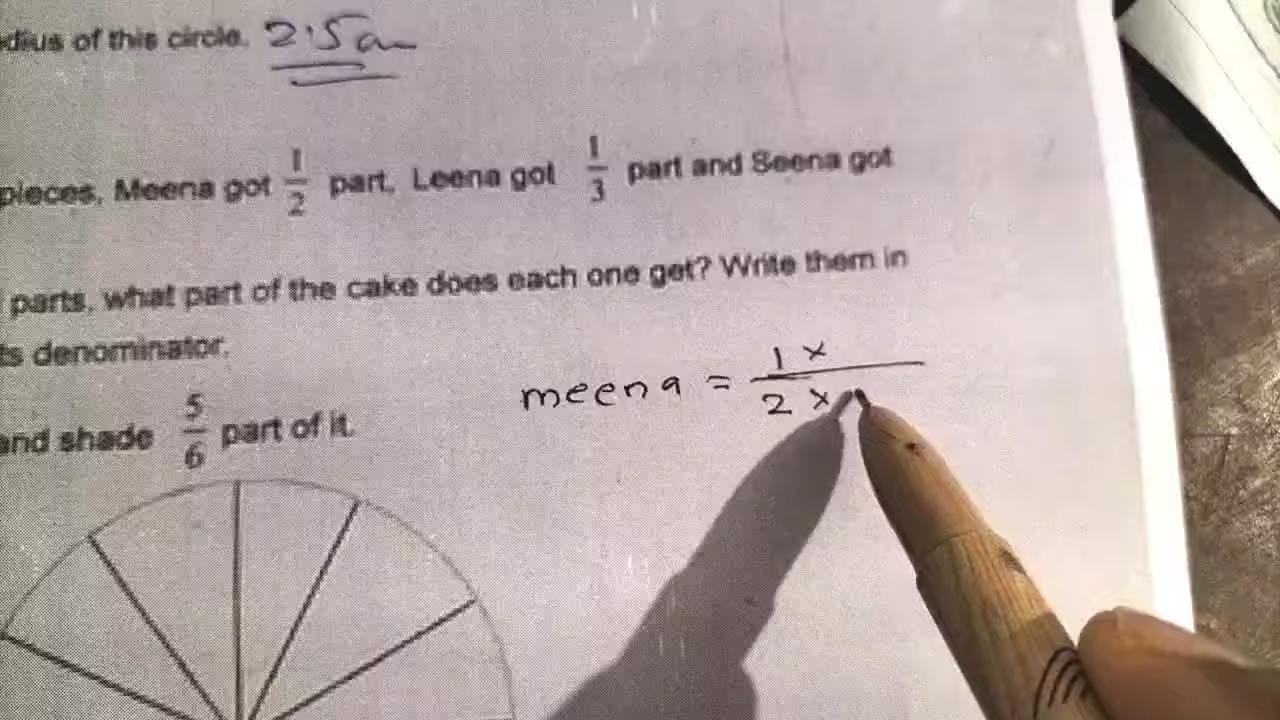 dius of this circle. 2.5 cm
pieces, Meena got 1/2 part, Leena got 1/3 part and Seena got
parts, what part of the cake does each one get? Write them in
ts denominator.
meena = 1 × / 2 ×
and shade 5/6 part of it.